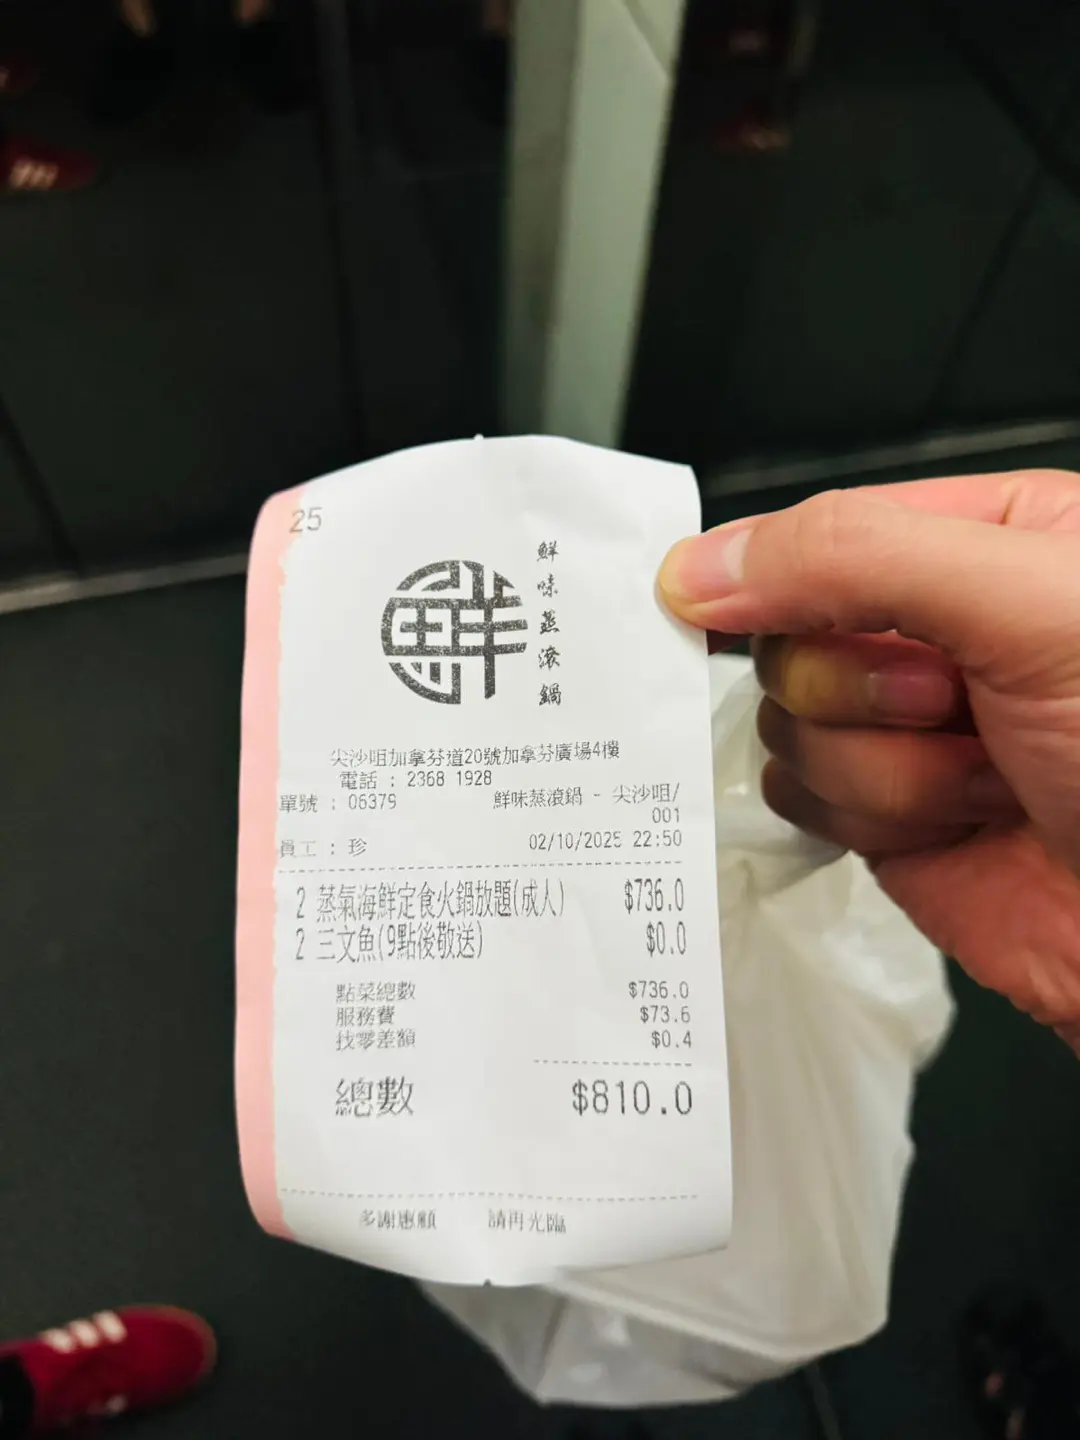 25
鮮
鮮味蒸滾鍋
尖沙咀加拿芬道20號加拿芬廣場4樓
電話 : 2368 1928
單號 : 06379 鮮味蒸滾鍋 - 尖沙咀/
001
員工 : 珍 02/10/2025 22:50
2 蒸氣海鮮定食火鍋放題(成人) $736.0
2 三文魚(9點後敬送) $0.0
點菜總數 $736.0
服務費 $73.6
找零差額 $0.4
總數 $810.0
多謝惠顧 請再光臨